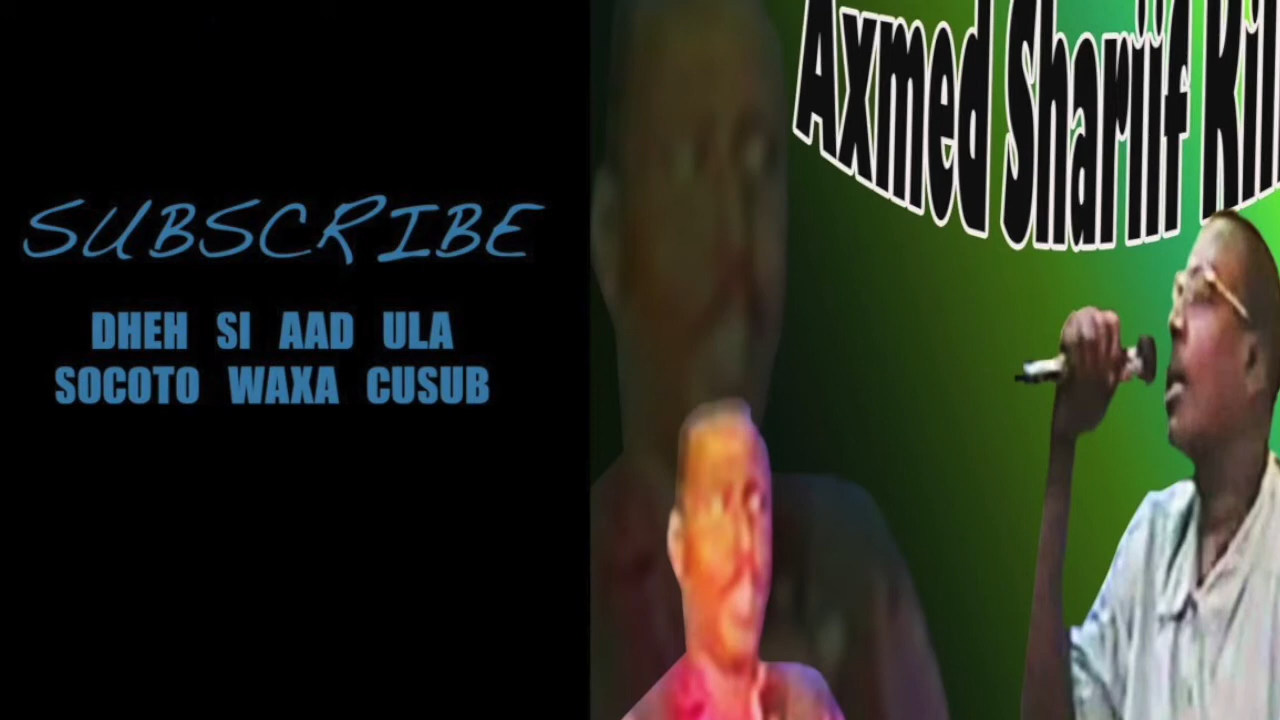 SUBSCRIBE
DHEH SI AAD ULA
SOCOTO WAXA CUSUB
Axmed Shariif